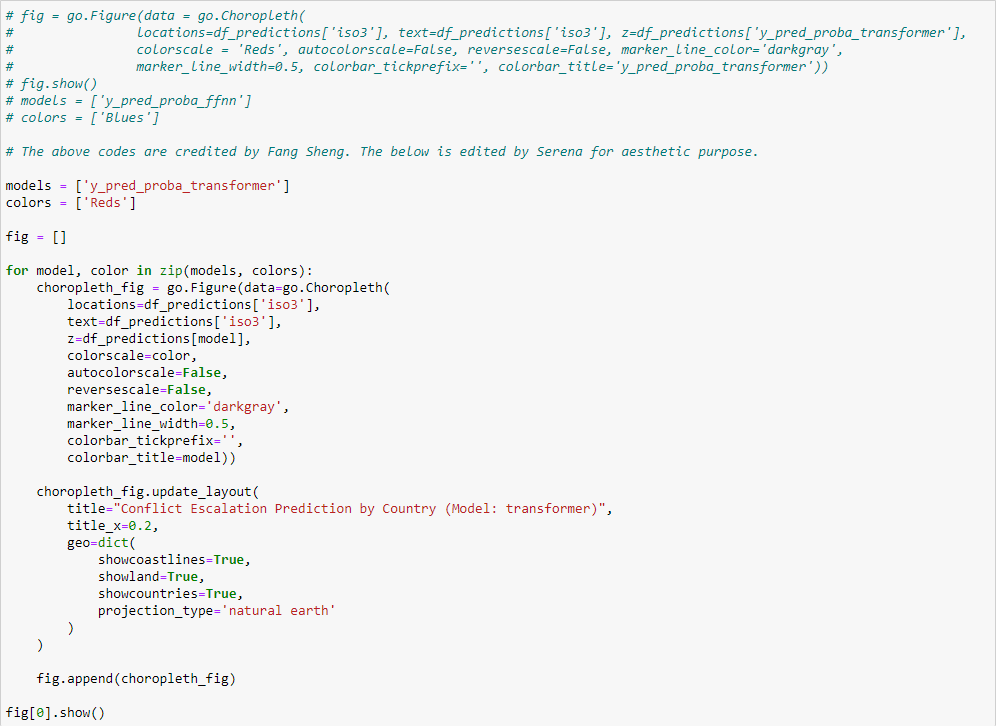 # fig = go.Figure(data = go.Choropleth(
#                locations=df_predictions['iso3'], text=df_predictions['iso3'], z=df_predictions['y_pred_proba_transformer'],
#                colorscale = 'Reds', autocolorscale=False, reversescale=False, marker_line_color='darkgray',
#                marker_line_width=0.5, colorbar_tickprefix='', colorbar_title='y_pred_proba_transformer'))
# fig.show()
# models = ['y_pred_proba_ffnn']
# colors = ['Blues']

# The above codes are credited by Fang Sheng. The below is edited by Serena for aesthetic purpose.

models = ['y_pred_proba_transformer']
colors = ['Reds']

fig = []

for model, color in zip(models, colors):
    choropleth_fig = go.Figure(data=go.Choropleth(
        locations=df_predictions['iso3'],
        text=df_predictions['iso3'],
        z=df_predictions[model],
        colorscale=color,
        autocolorscale=False,
        reversescale=False,
        marker_line_color='darkgray',
        marker_line_width=0.5,
        colorbar_tickprefix='',
        colorbar_title=model))

    choropleth_fig.update_layout(
        title="Conflict Escalation Prediction by Country (Model: transformer)",
        title_x=0.2,
        geo=dict(
            showcoastlines=True,
            showland=True,
            showcountries=True,
            projection_type='natural earth'
        )
    )

    fig.append(choropleth_fig)

fig[0].show()